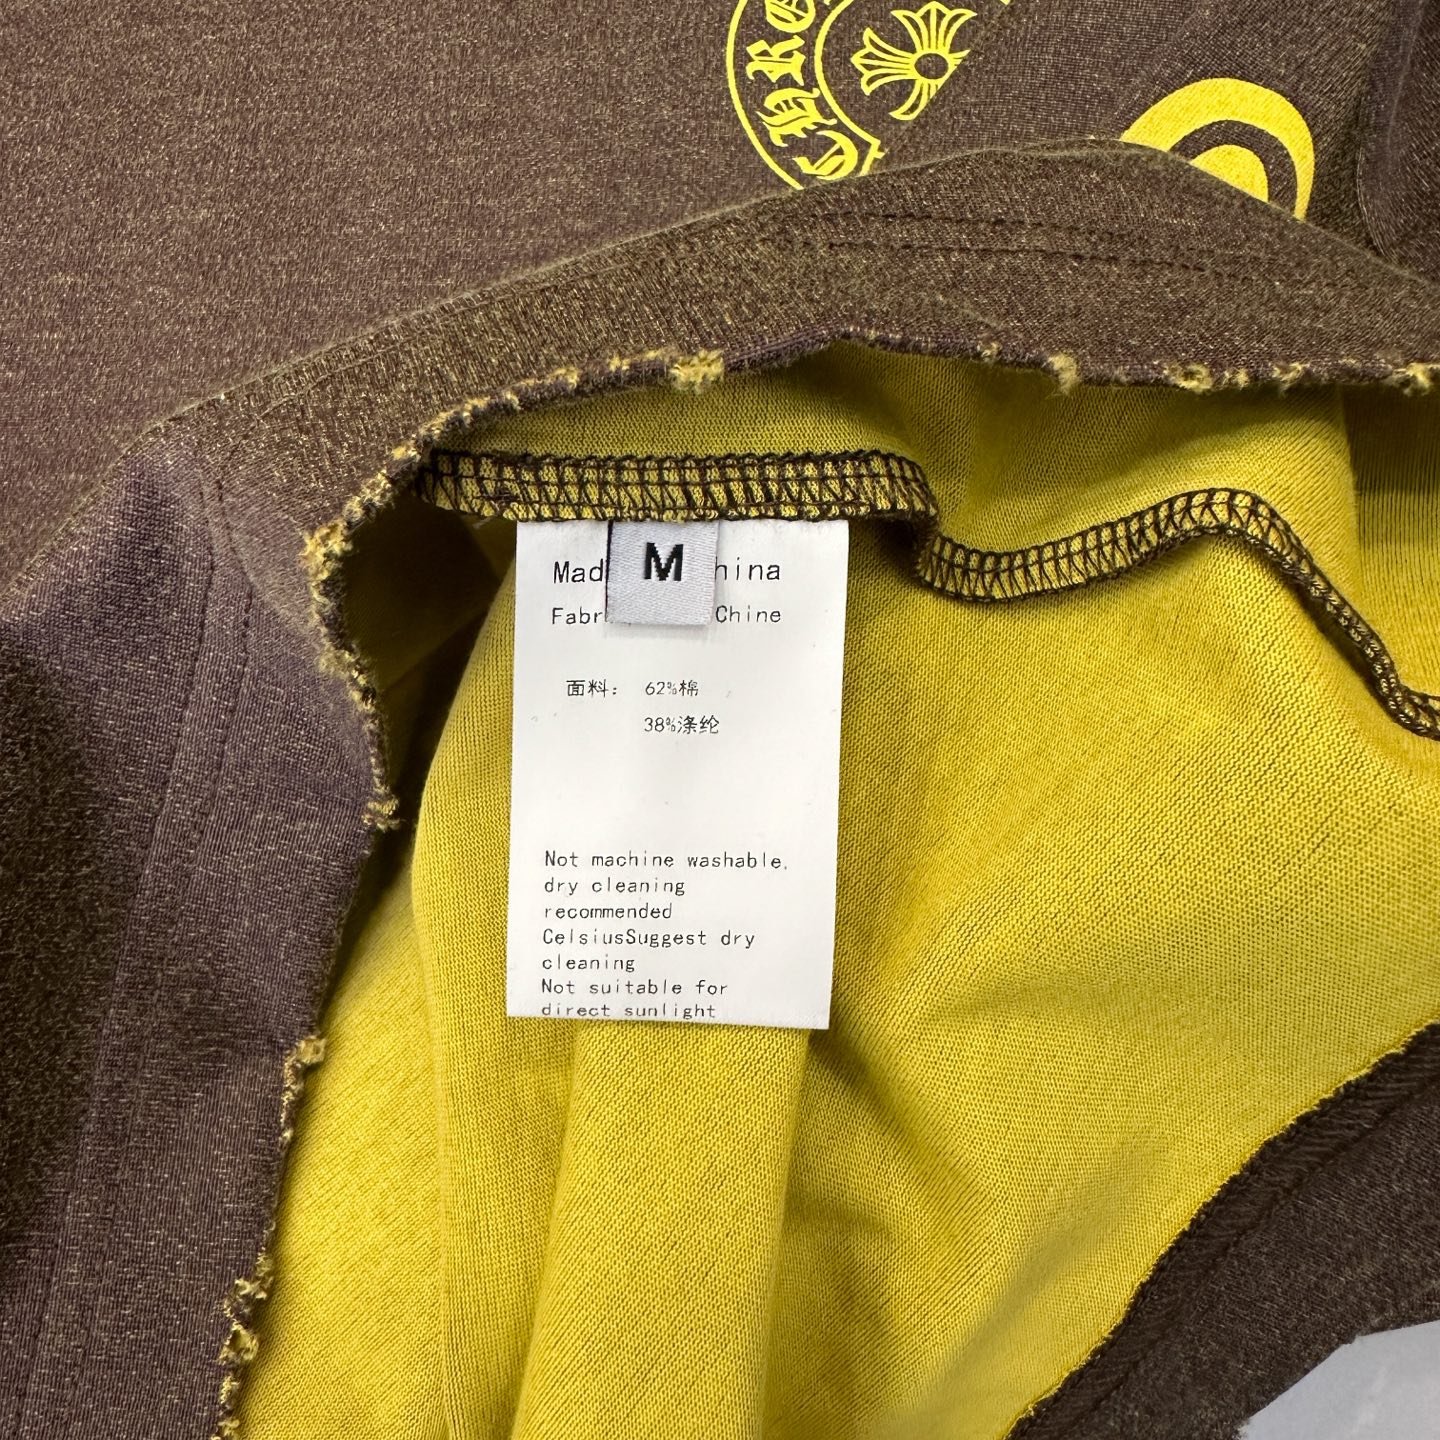 CHRO
M
Mad hina
Fabr Chine
面料： 62%棉
38%涤纶
Not machine washable,
dry cleaning
recommended
CelsiusSuggest dry
cleaning
Not suitable for
direct sunlight